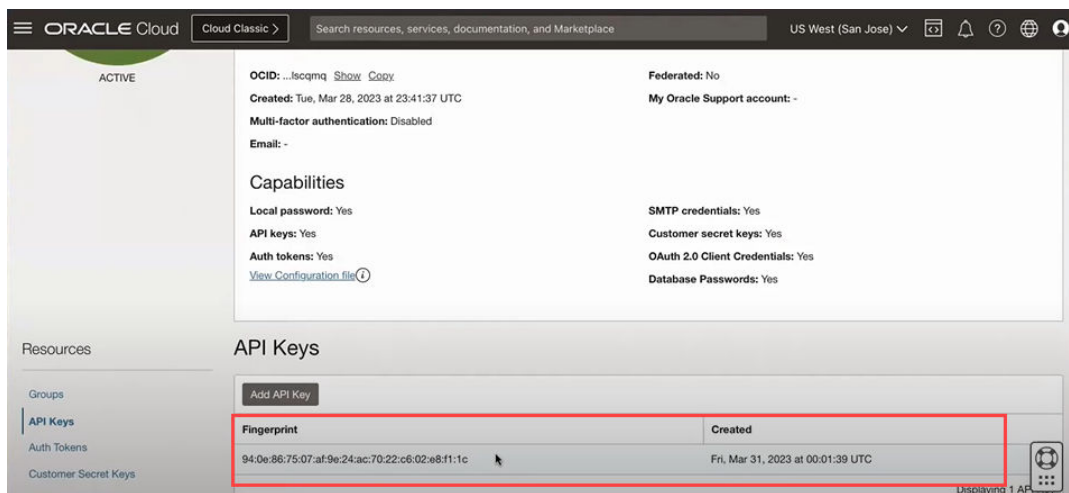 ORACLE Cloud Cloud Classic > Search resources, services, documentation, and Marketplace US West (San Jose)
ACTIVE
OCID: ...lscqmq Show Copy Federated: No
Created: Tue, Mar 28, 2023 at 23:41:37 UTC My Oracle Support account: -
Multi-factor authentication: Disabled
Email: -
Capabilities
Local password: Yes SMTP credentials: Yes
API keys: Yes Customer secret keys: Yes
Auth tokens: Yes OAuth 2.0 Client Credentials: Yes
View Configuration file Database Passwords: Yes
Resources API Keys
Groups Add API Key
API Keys Fingerprint Created
Auth Tokens 94:0e:86:75:07:af:9e:24:ac:70:22:c6:02:e8:f1:1c Fri, Mar 31, 2023 at 00:01:39 UTC
Customer Secret Keys
Displaying 1